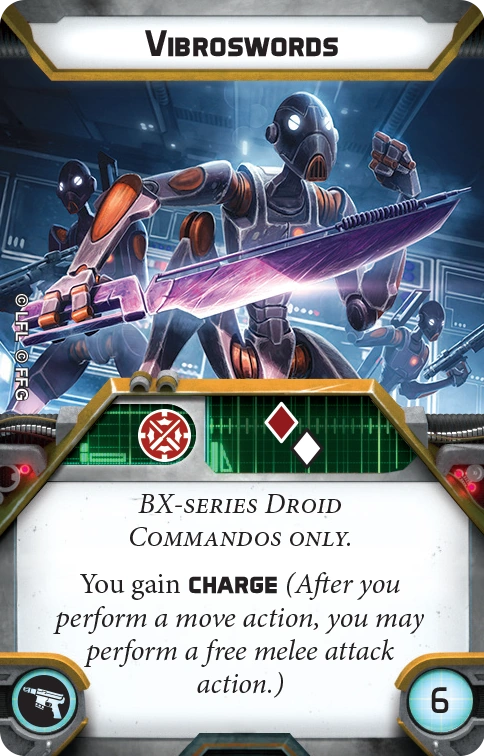 Vibroswords
© LFL © FFG
BX-series Droid
Commandos only.
You gain CHARGE (After you
perform a move action, you may
perform a free melee attack
action.)
6